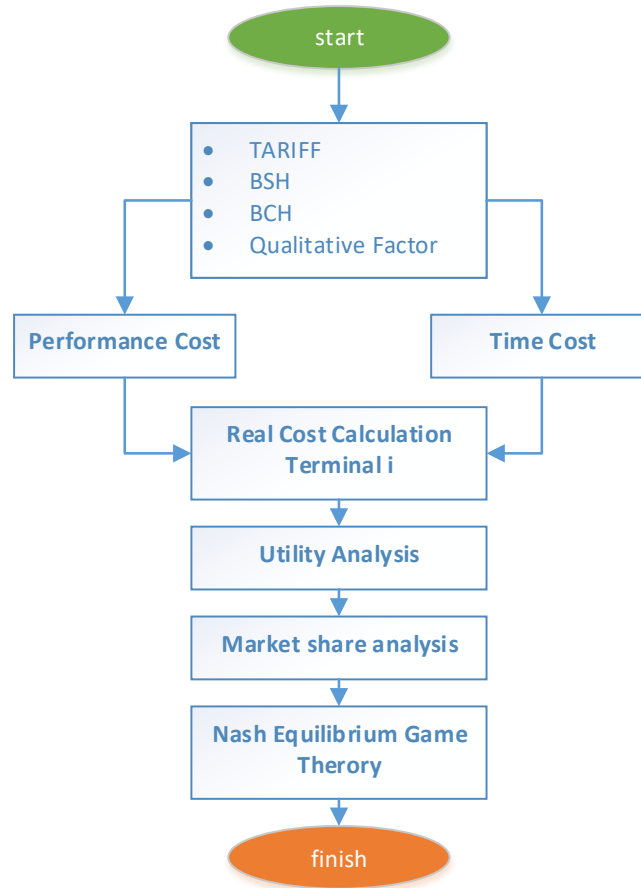 start
• TARIFF
• BSH
• BCH
• Qualitative Factor
Performance Cost
Time Cost
Real Cost Calculation
Terminal i
Utility Analysis
Market share analysis
Nash Equilibrium Game
Therory
finish